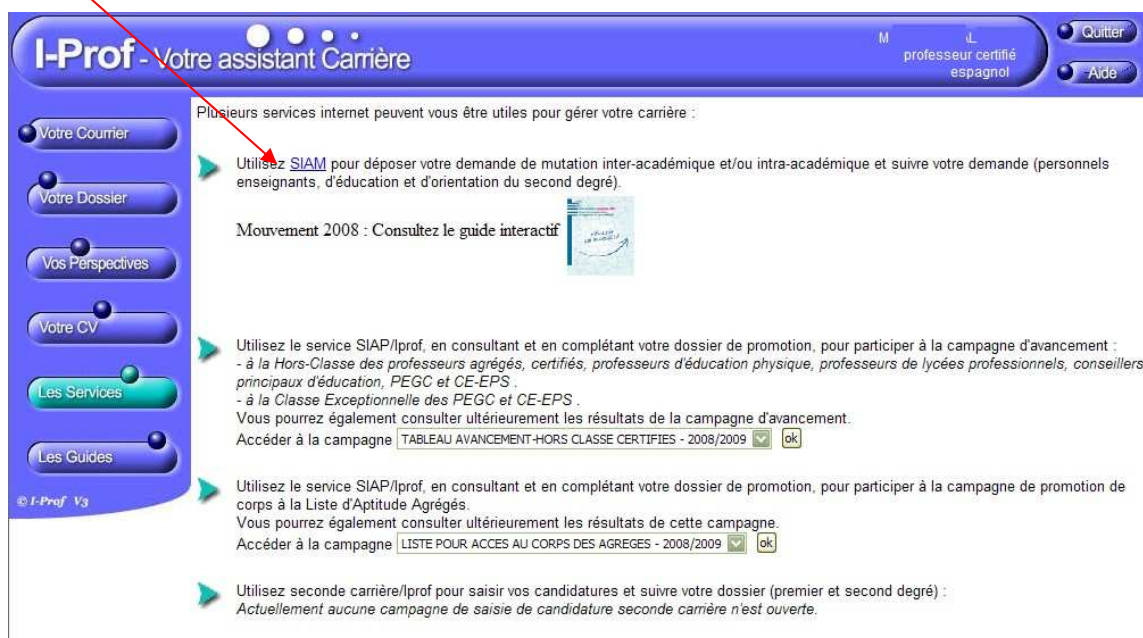 I-Prof - Votre assistant Carrière
M AL
professeur certifié
espagnol
Quitter
Aide
Votre Courrier
Votre Dossier
Vos Perspectives
Votre CV
Les Services
Les Guides
© I-Prof V3
Plusieurs services internet peuvent vous être utiles pour gérer votre carrière :
Utilisez SIAM pour déposer votre demande de mutation inter-académique et/ou intra-académique et suivre votre demande (personnels
enseignants, d'éducation et d'orientation du second degré).
Mouvement 2008 : Consultez le guide interactif
Utilisez le service SIAP/Iprof, en consultant et en complétant votre dossier de promotion, pour participer à la campagne d'avancement :
- à la Hors-Classe des professeurs agrégés, certifiés, professeurs d'éducation physique, professeurs de lycées professionnels, conseillers
principaux d'éducation, PEGC et CE-EPS .
- à la Classe Exceptionnelle des PEGC et CE-EPS .
Vous pourrez également consulter ultérieurement les résultats de la campagne d'avancement.
Accéder à la campagne TABLEAU AVANCEMENT-HORS CLASSE CERTIFIES - 2008/2009 ok
Utilisez le service SIAP/Iprof, en consultant et en complétant votre dossier de promotion, pour participer à la campagne de promotion de
corps à la Liste d'Aptitude Agrégés.
Vous pourrez également consulter ultérieurement les résultats de cette campagne.
Accéder à la campagne LISTE POUR ACCES AU CORPS DES AGREGES - 2008/2009 ok
Utilisez seconde carrière/Iprof pour saisir vos candidatures et suivre votre dossier (premier et second degré) :
Actuellement aucune campagne de saisie de candidature seconde carrière n'est ouverte.